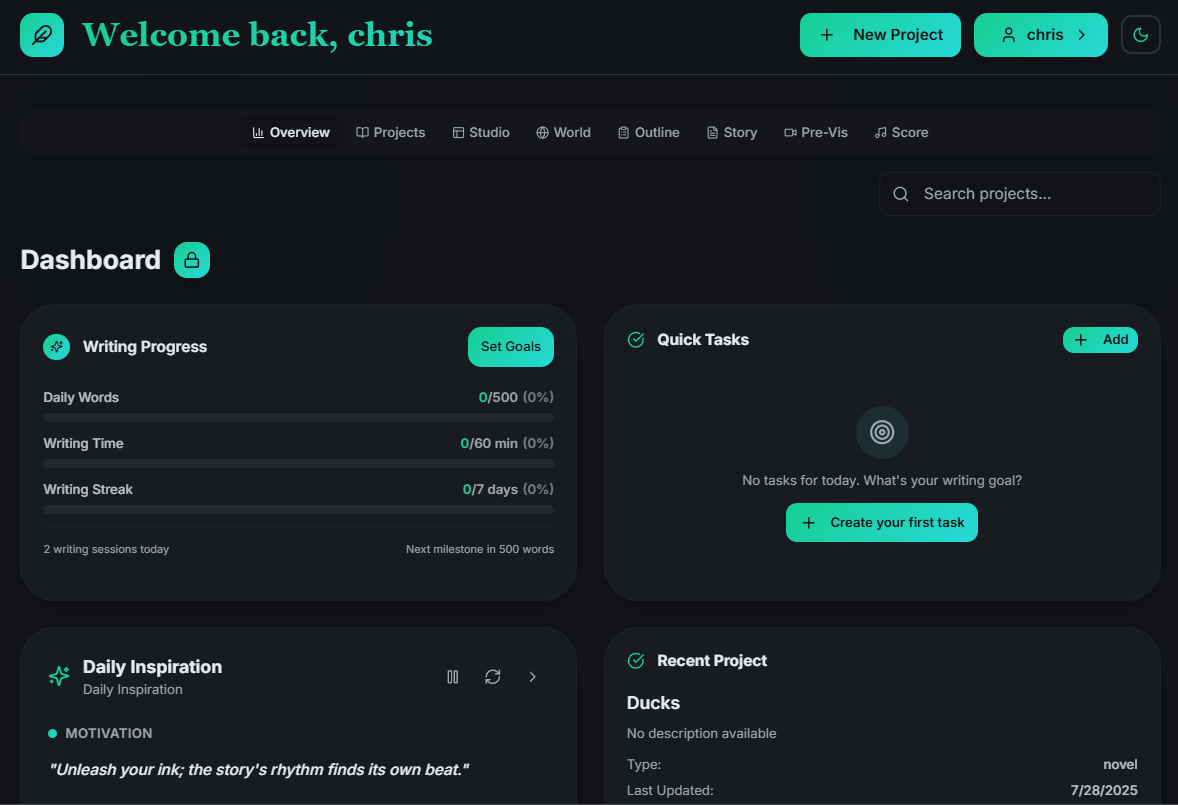 Welcome back, chris
New Project
chris
Overview
Projects
Studio
World
Outline
Story
Pre-Vis
Score
Search projects...
Dashboard
Writing Progress
Set Goals
Daily Words
0/500 (0%)
Writing Time
0/60 min (0%)
Writing Streak
0/7 days (0%)
2 writing sessions today
Next milestone in 500 words
Quick Tasks
Add
No tasks for today. What's your writing goal?
Create your first task
Daily Inspiration
Daily Inspiration
MOTIVATION
"Unleash your ink; the story's rhythm finds its own beat."
Recent Project
Ducks
No description available
Type:
novel
Last Updated:
7/28/2025